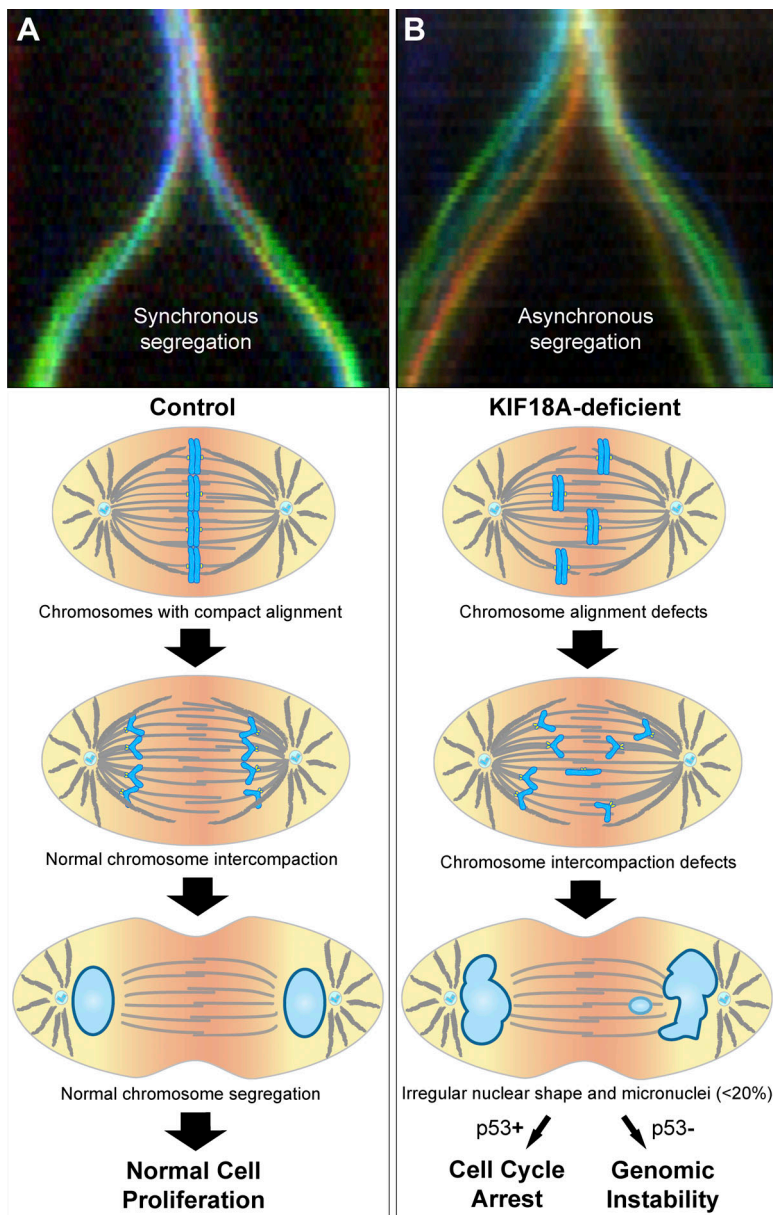 A
Synchronous
segregation
Control
Chromosomes with compact alignment
Normal chromosome intercompaction
Normal chromosome segregation
Normal Cell
Proliferation
B
Asynchronous
segregation
KIF18A-deficient
Chromosome alignment defects
Chromosome intercompaction defects
Irregular nuclear shape and micronuclei (<20%)
p53+
p53-
Cell Cycle
Arrest
Genomic
Instability